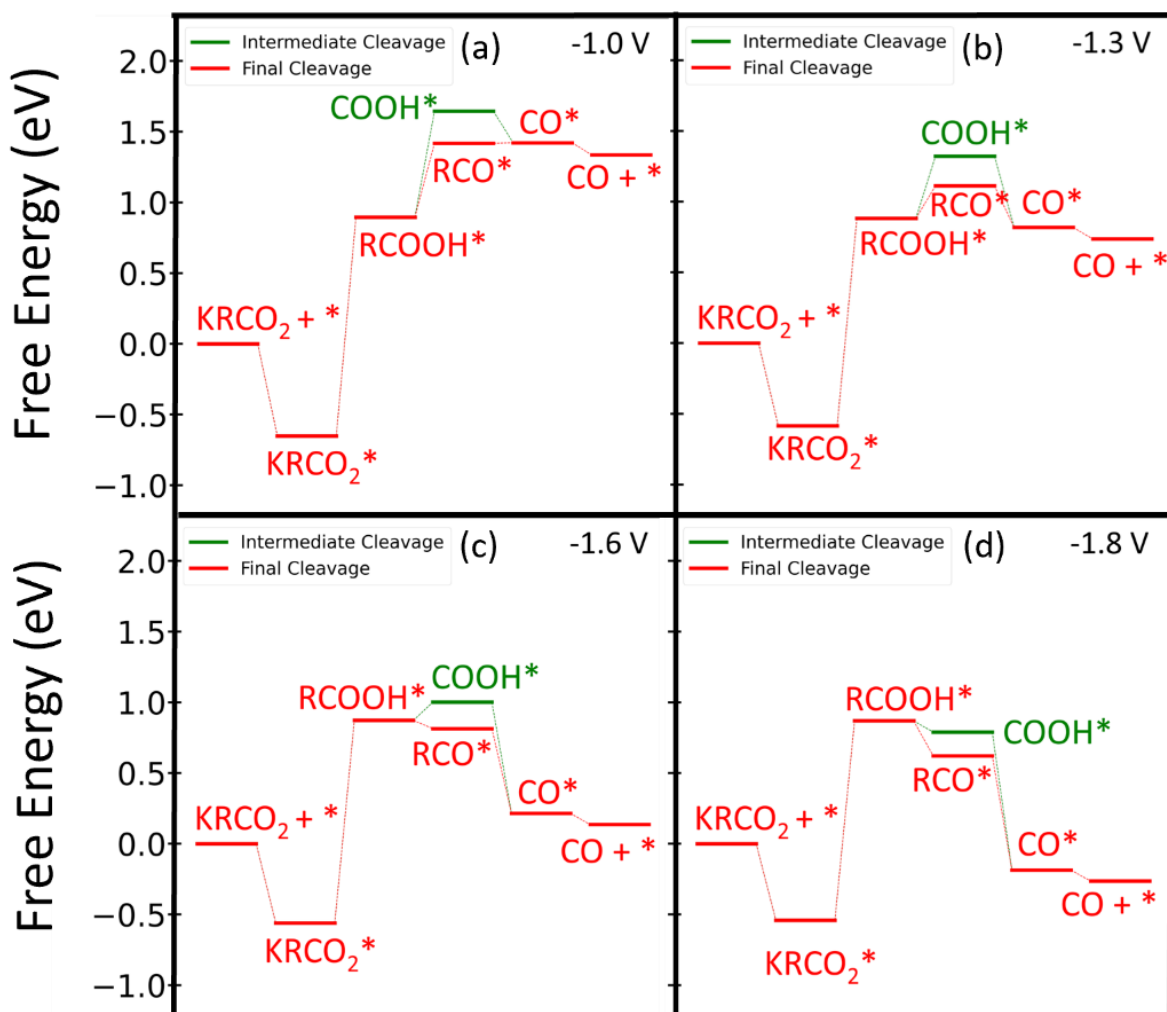 Free Energy (eV)
2.0
1.5
1.0
0.5
0.0
−0.5
−1.0
Intermediate Cleavage
Final Cleavage
(a)
-1.0 V
COOH*
CO*
RCO*
CO + *
RCOOH*
KRCO₂ + *
KRCO₂*
Intermediate Cleavage
Final Cleavage
(b)
-1.3 V
COOH*
RCO*
CO*
RCOOH*
CO + *
KRCO₂ + *
KRCO₂*
Free Energy (eV)
2.0
1.5
1.0
0.5
0.0
−0.5
−1.0
Intermediate Cleavage
Final Cleavage
(c)
-1.6 V
RCOOH*
COOH*
RCO*
CO*
KRCO₂ + *
CO + *
KRCO₂*
Intermediate Cleavage
Final Cleavage
(d)
-1.8 V
RCOOH*
COOH*
RCO*
KRCO₂ + *
CO*
CO + *
KRCO₂*